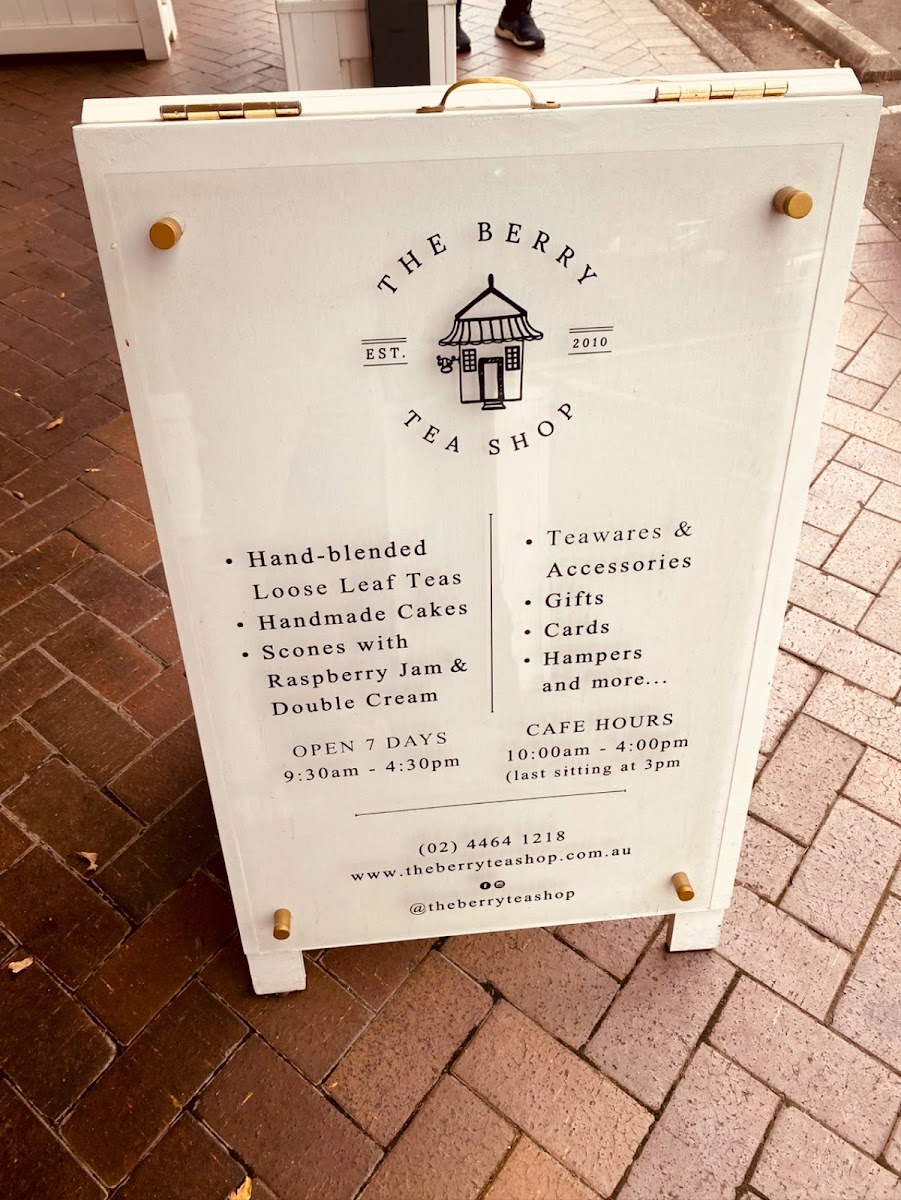 THE BERRY
EST. 2010
TEA SHOP
• Hand-blended
Loose Leaf Teas
• Handmade Cakes
• Scones with
Raspberry Jam &
Double Cream
• Teawares &
Accessories
• Gifts
• Cards
• Hampers
and more...
OPEN 7 DAYS
9:30am - 4:30pm
CAFE HOURS
10:00am - 4:00pm
(last sitting at 3pm
(02) 4464 1218
www.theberryteashop.com.au
@theberryteashop